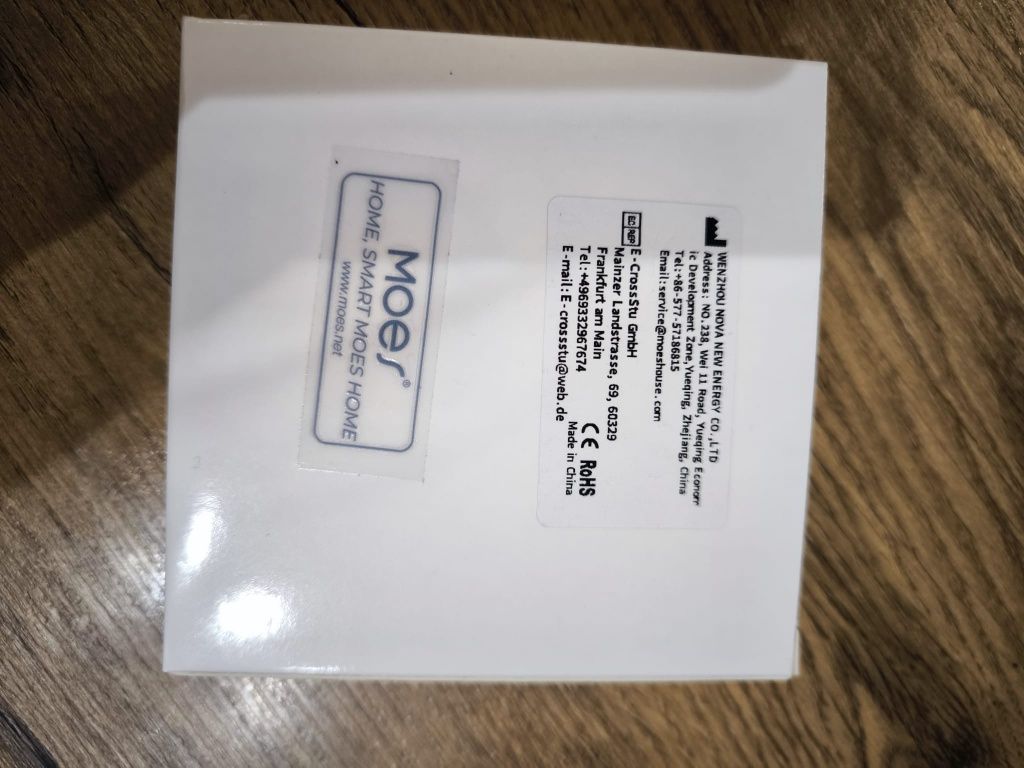 WENZHOU NOVA NEW ENERGY CO.,LTD
Address: NO.238, Wei 11 Road, Yueqing Econom
ic Development Zone,Yueqing, Zhejiang, China
Tel:+86-577-57186815
Email:service@moeshouse.com
EC REP E-CrossStu GmbH
Mainzer Landstrasse, 69, 60329
Frankfurt am Main
Tel:+4969332967674
E-mail:E-crossstu@web.de
CE RoHS
Made in China
Moes®
HOME, SMART MOES HOME
www.moes.net